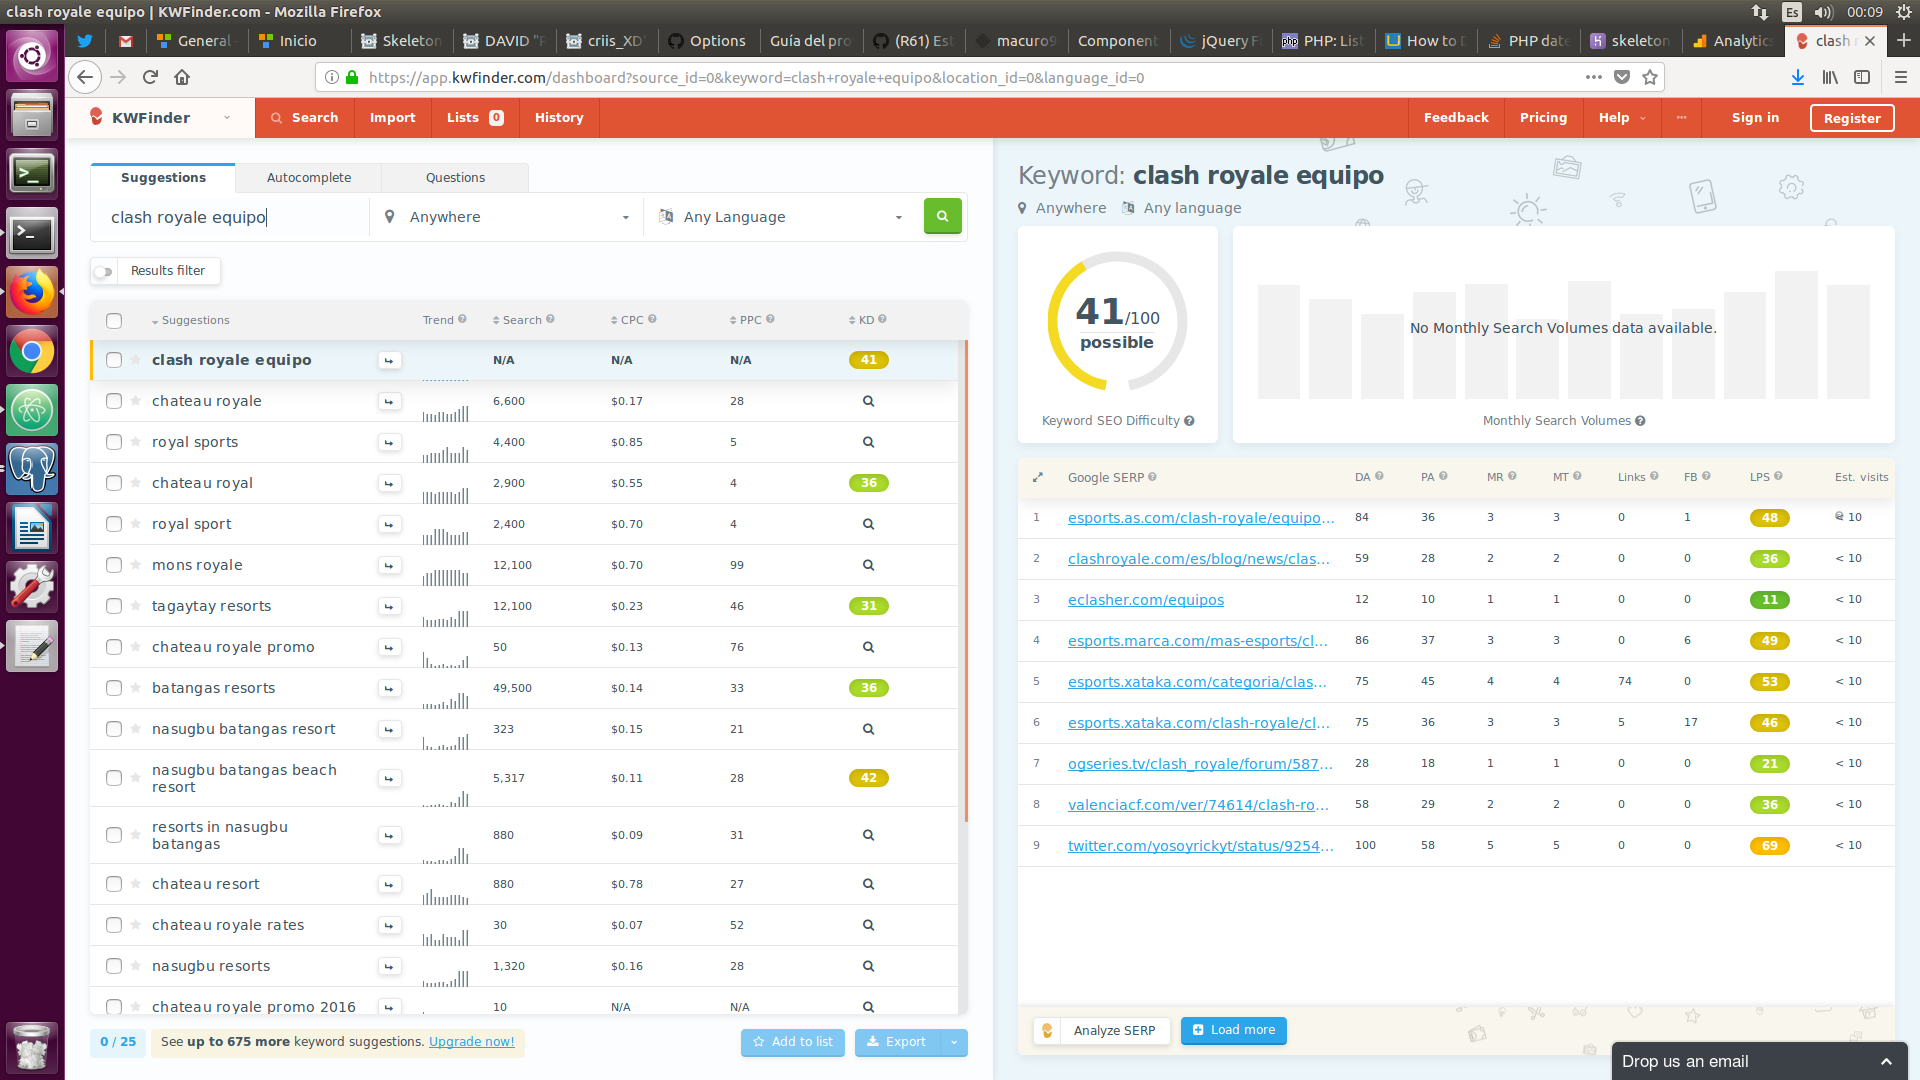 clash royale equipo | KWFinder.com - Mozilla Firefox
Es 00:09
General
Inicio
Skeleton
DAVID "F
criis_XD'
Options
Guía del pro
(R61) Est
macuro9
Component
jQuery F
PHP: List
How to D
PHP date
skeleton
Analytics
clash r
https://app.kwfinder.com/dashboard?source_id=0&keyword=clash+royale+equipo&location_id=0&language_id=0
KWFinder Search Import Lists 0 History Feedback Pricing Help Sign in Register
Suggestions Autocomplete Questions
clash royale equipo Anywhere Any Language
Results filter
Suggestions Trend Search CPC PPC KD
clash royale equipo N/A N/A N/A 41
chateau royale 6,600 $0.17 28
royal sports 4,400 $0.85 5
chateau royal 2,900 $0.55 4 36
royal sport 2,400 $0.70 4
mons royale 12,100 $0.70 99
tagaytay resorts 12,100 $0.23 46 31
chateau royale promo 50 $0.13 76
batangas resorts 49,500 $0.14 33 36
nasugbu batangas resort 323 $0.15 21
nasugbu batangas beach
resort 5,317 $0.11 28 42
resorts in nasugbu
batangas 880 $0.09 31
chateau resort 880 $0.78 27
chateau royale rates 30 $0.07 52
nasugbu resorts 1,320 $0.16 28
chateau royale promo 2016 10 N/A N/A
0 / 25 See up to 675 more keyword suggestions. Upgrade now! Add to list Export
Keyword: clash royale equipo
Anywhere Any language
41/100
possible
Keyword SEO Difficulty
No Monthly Search Volumes data available.
Monthly Search Volumes
Google SERP DA PA MR MT Links FB LPS Est. visits
1 esports.as.com/clash-royale/equipo... 84 36 3 3 0 1 48 10
2 clashroyale.com/es/blog/news/clas... 59 28 2 2 0 0 36 < 10
3 eclasher.com/equipos 12 10 1 1 0 0 11 < 10
4 esports.marca.com/mas-esports/cl... 86 37 3 3 0 6 49 < 10
5 esports.xataka.com/categoria/clas... 75 45 4 4 74 0 53 < 10
6 esports.xataka.com/clash-royale/cl... 75 36 3 3 5 17 46 < 10
7 ogseries.tv/clash_royale/forum/587... 28 18 1 1 0 0 21 < 10
8 valenciacf.com/ver/74614/clash-ro... 58 29 2 2 0 0 36 < 10
9 twitter.com/yosoyrickyt/status/9254... 100 58 5 5 0 0 69 < 10
Analyze SERP Load more
Drop us an email